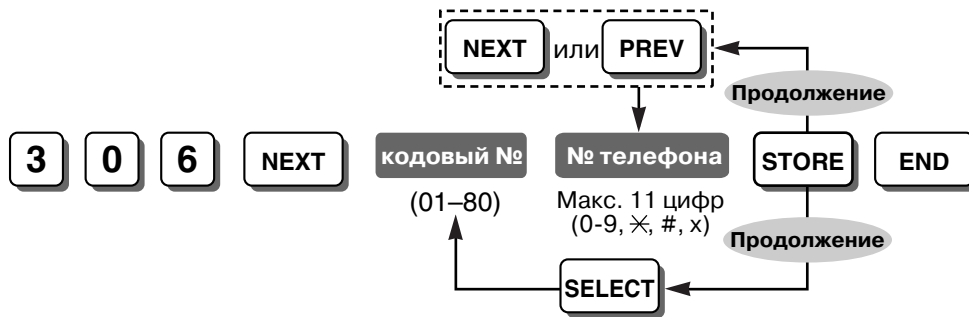 NEXT или PREV
Продолжение
3 0 6 NEXT кодовый № № телефона STORE END
(01–80) Макс. 11 цифр
(0-9, ✳, #, x)
Продолжение
SELECT